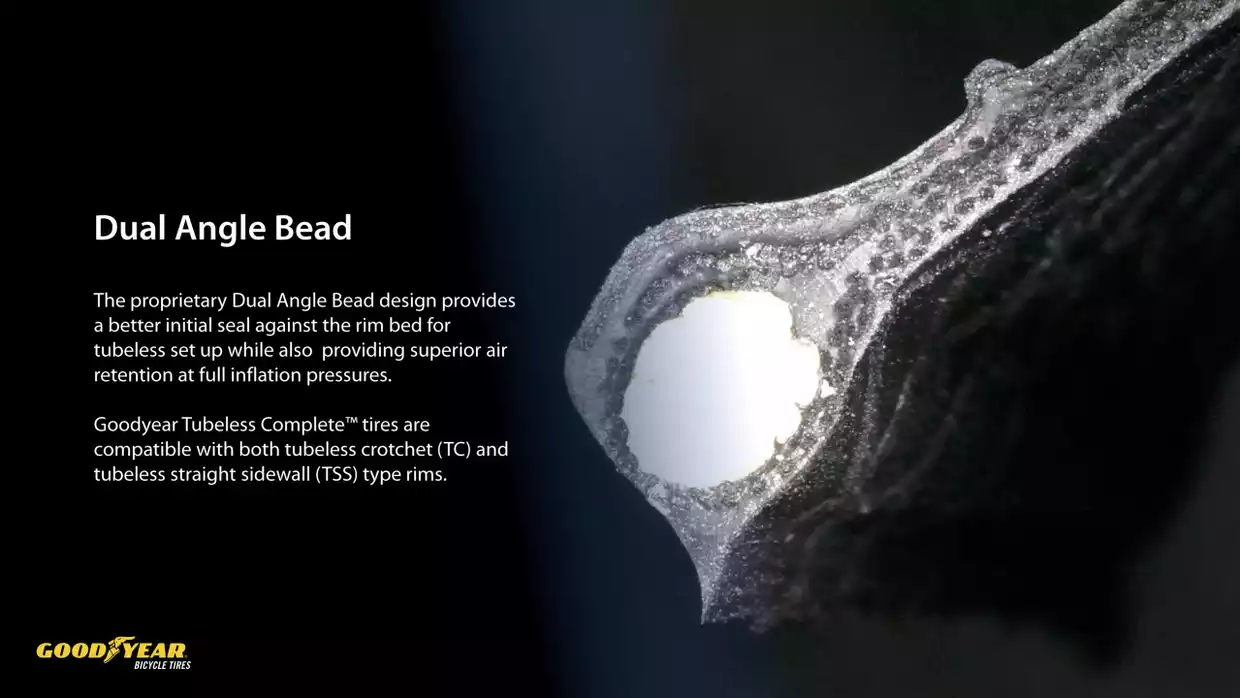 Dual Angle Bead
The proprietary Dual Angle Bead design provides
a better initial seal against the rim bed for
tubeless set up while also  providing superior air
retention at full inflation pressures.
Goodyear Tubeless Complete™ tires are
compatible with both tubeless crotchet (TC) and
tubeless straight sidewall (TSS) type rims.
GOODYEAR
BICYCLE TIRES